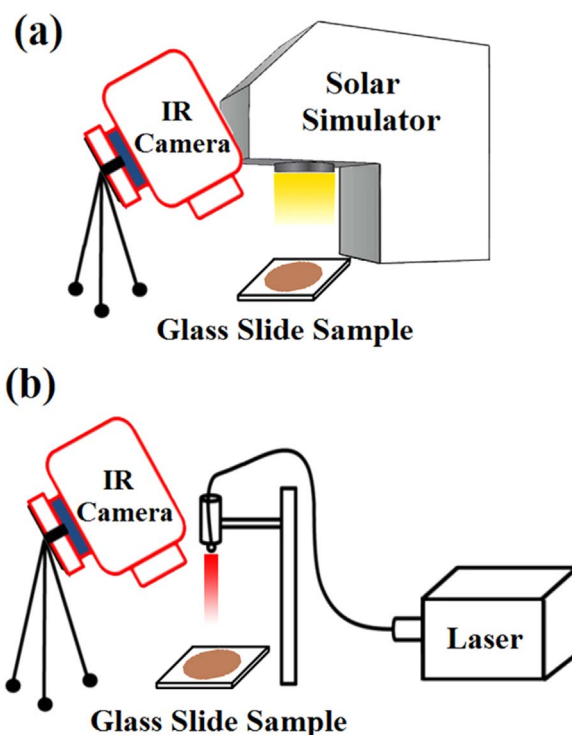 (a)
IR
Camera
Solar
Simulator
Glass Slide Sample
(b)
IR
Camera
Laser
Glass Slide Sample